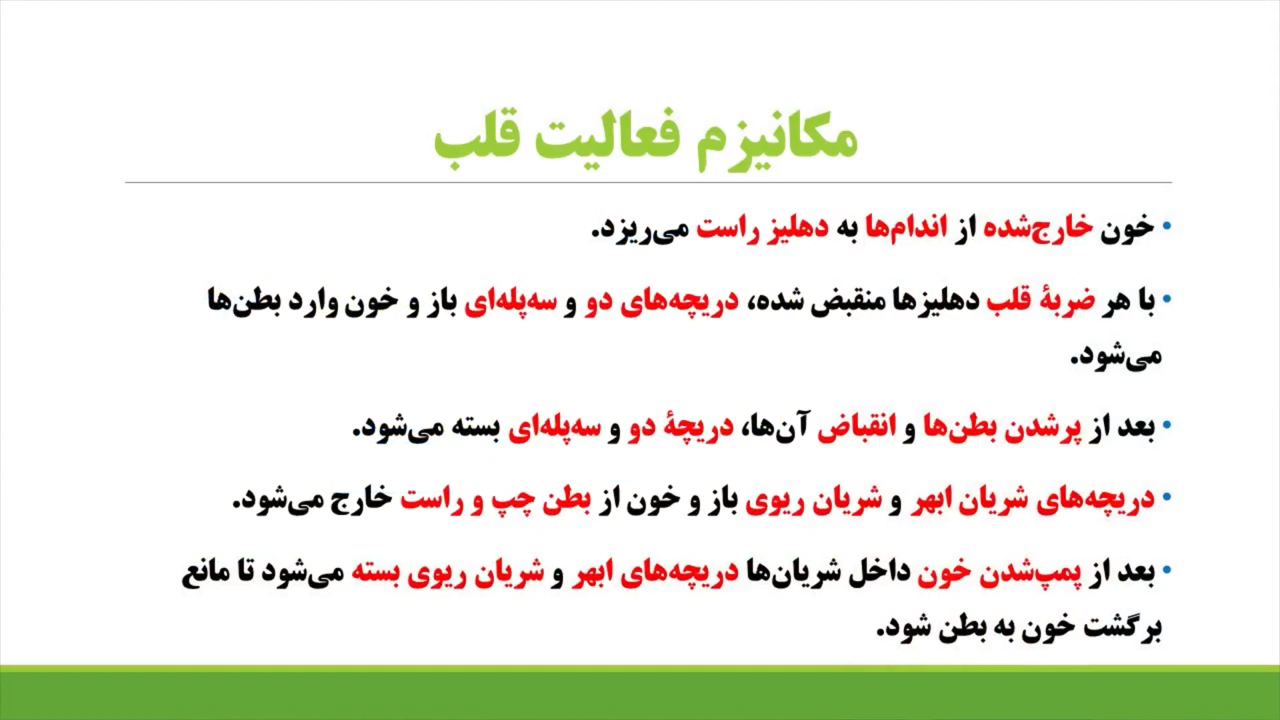 مکانیزم فعالیت قلب
• خون خارج‌شده از اندام‌ها به دهلیز راست می‌ریزد.
• با هر ضربهٔ قلب دهلیزها منقبض شده، دریچه‌های دو و سه‌پله‌ای باز و خون وارد بطن‌ها
می‌شود.
• بعد از پرشدن بطن‌ها و انقباض آن‌ها، دریچهٔ دو و سه‌پله‌ای بسته می‌شود.
• دریچه‌های شریان ابهر و شریان ریوی باز و خون از بطن چپ و راست خارج می‌شود.
• بعد از پمپ‌شدن خون داخل شریان‌ها دریچه‌های ابهر و شریان ریوی بسته می‌شود تا مانع
برگشت خون به بطن شود.